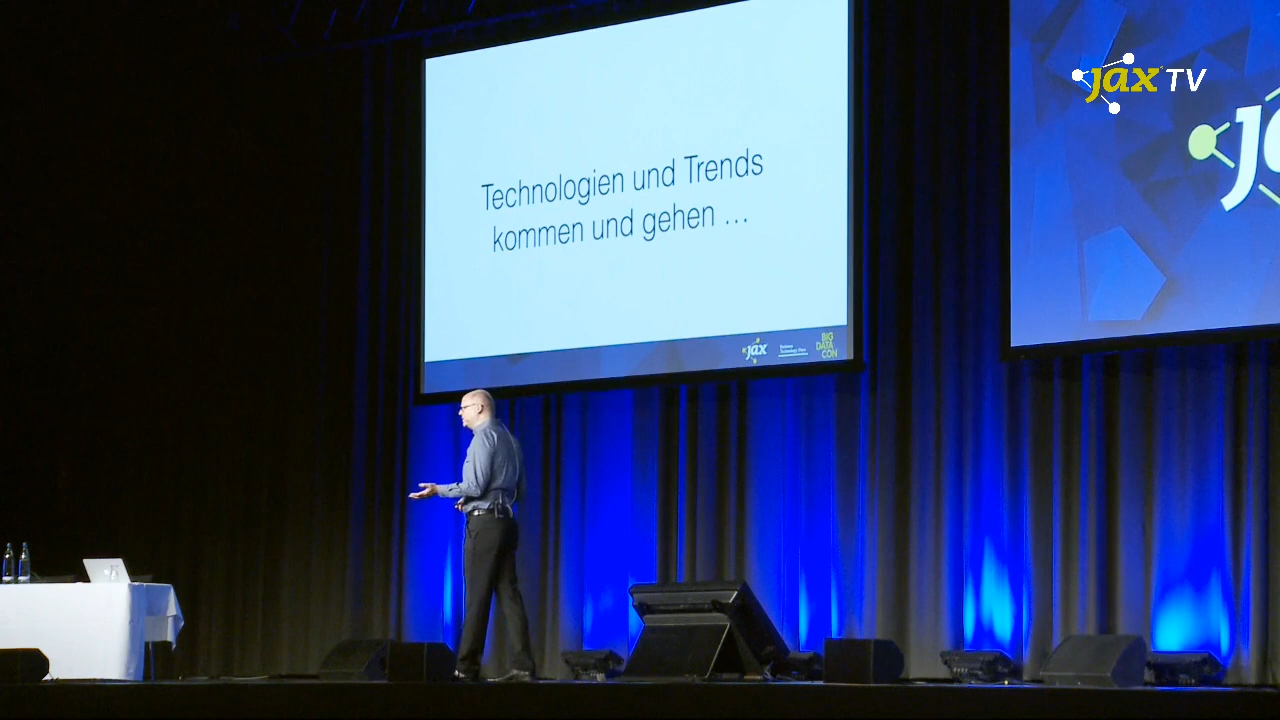 jax TV
Technologien und Trends
kommen und gehen ...
jax
BIG
DATA
CON